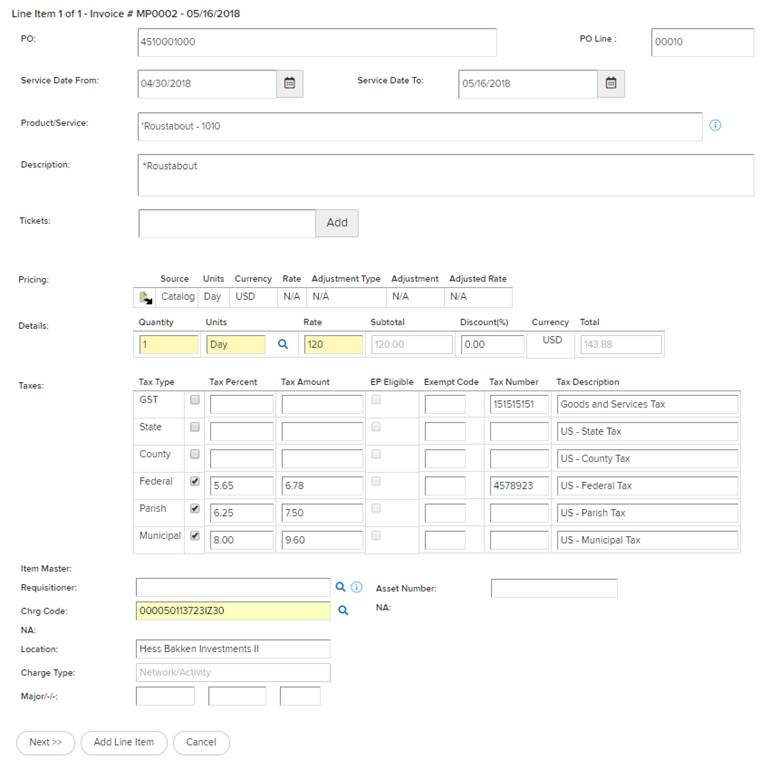 Line Item 1 of 1 - Invoice # MP0002 - 05/16/2018
PO: 4510001000 PO Line : 00010
Service Date From: 04/30/2018 Service Date To: 05/16/2018
Product/Service: *Roustabout - 1010
Description: *Roustabout
Tickets: Add
Pricing: Source Units Currency Rate Adjustment Type Adjustment Adjusted Rate
Catalog Day USD N/A N/A N/A N/A
Details: Quantity Units Rate Subtotal Discount(%) Currency Total
1 Day 120 120.00 0.00 USD 143.88
Taxes: Tax Type Tax Percent Tax Amount EP Eligible Exempt Code Tax Number Tax Description
GST 151515151 Goods and Services Tax
State US - State Tax
County US - County Tax
Federal 5.65 6.78 4578923 US - Federal Tax
Parish 6.25 7.50 US - Parish Tax
Municipal 8.00 9.60 US - Municipal Tax
Item Master:
Requisitioner: Asset Number:
Chrg Code: 000050113723IZ30 NA:
NA:
Location: Hess Bakken Investments II
Charge Type: Network/Activity
Major/-/-:
Next >> Add Line Item Cancel